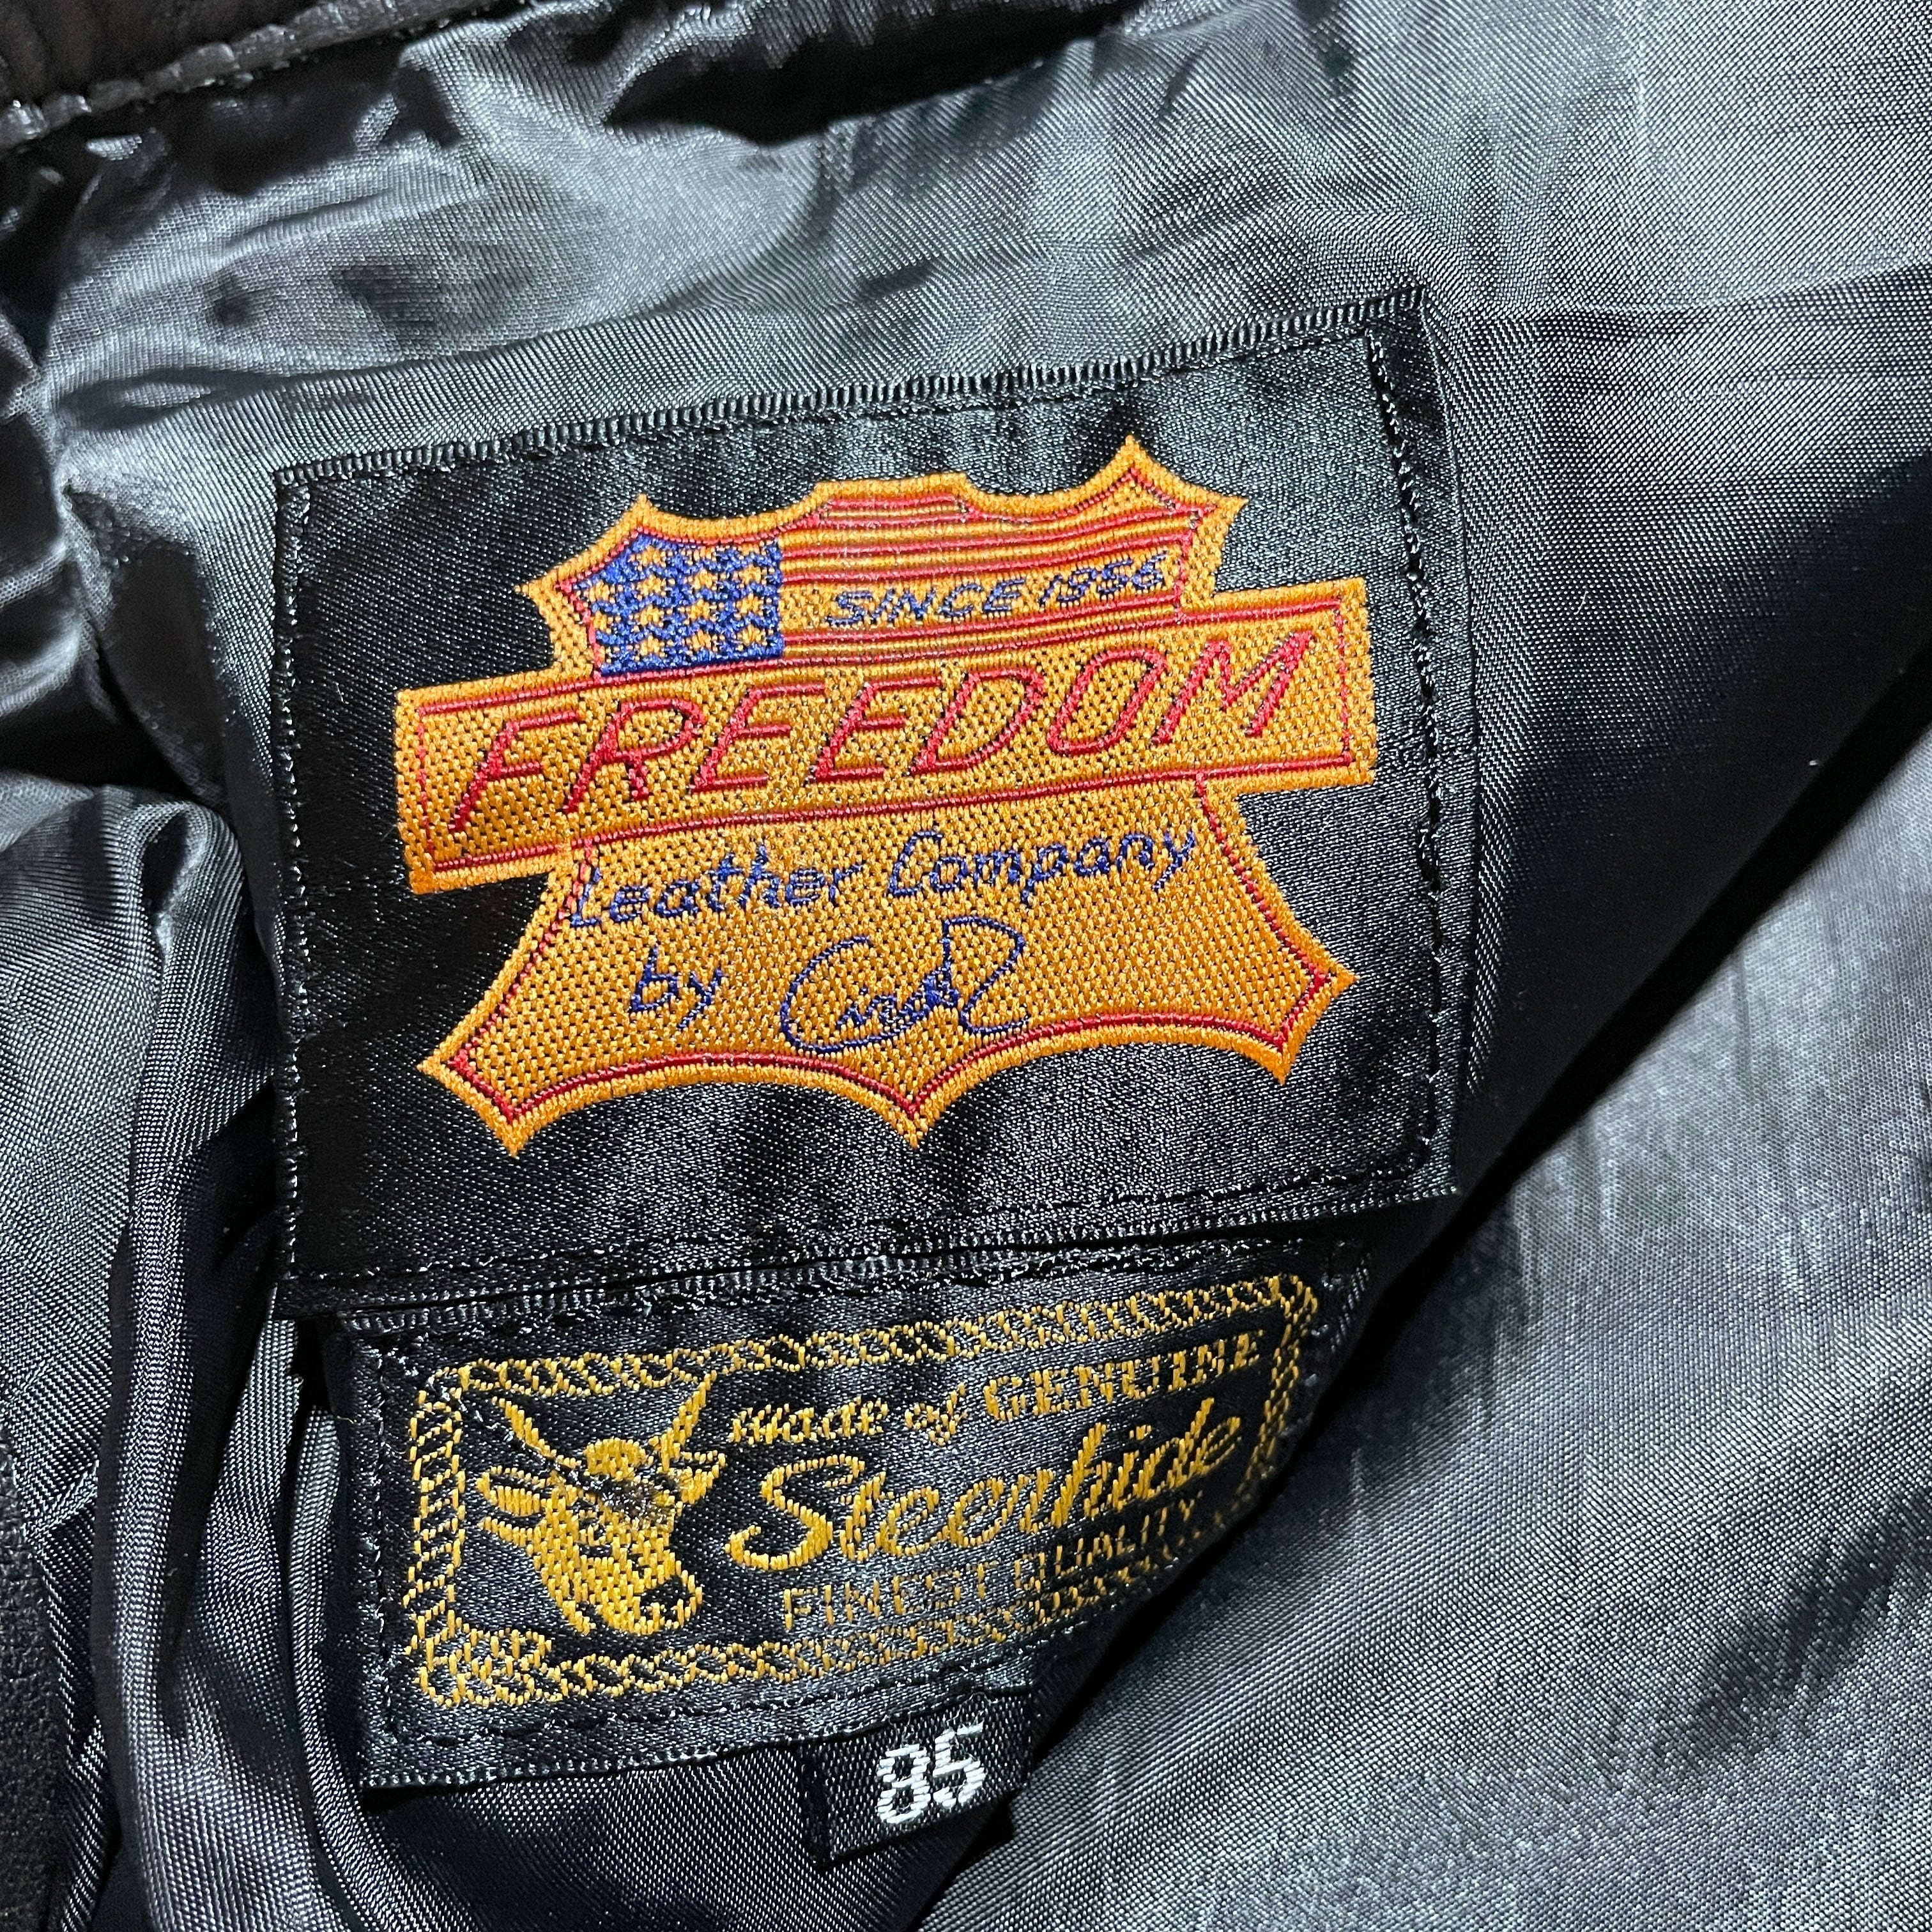 SINCE 1956
FREEDOM
Leather Company
by
made of GENUINE
Steerhide
FINEST QUALITY
85